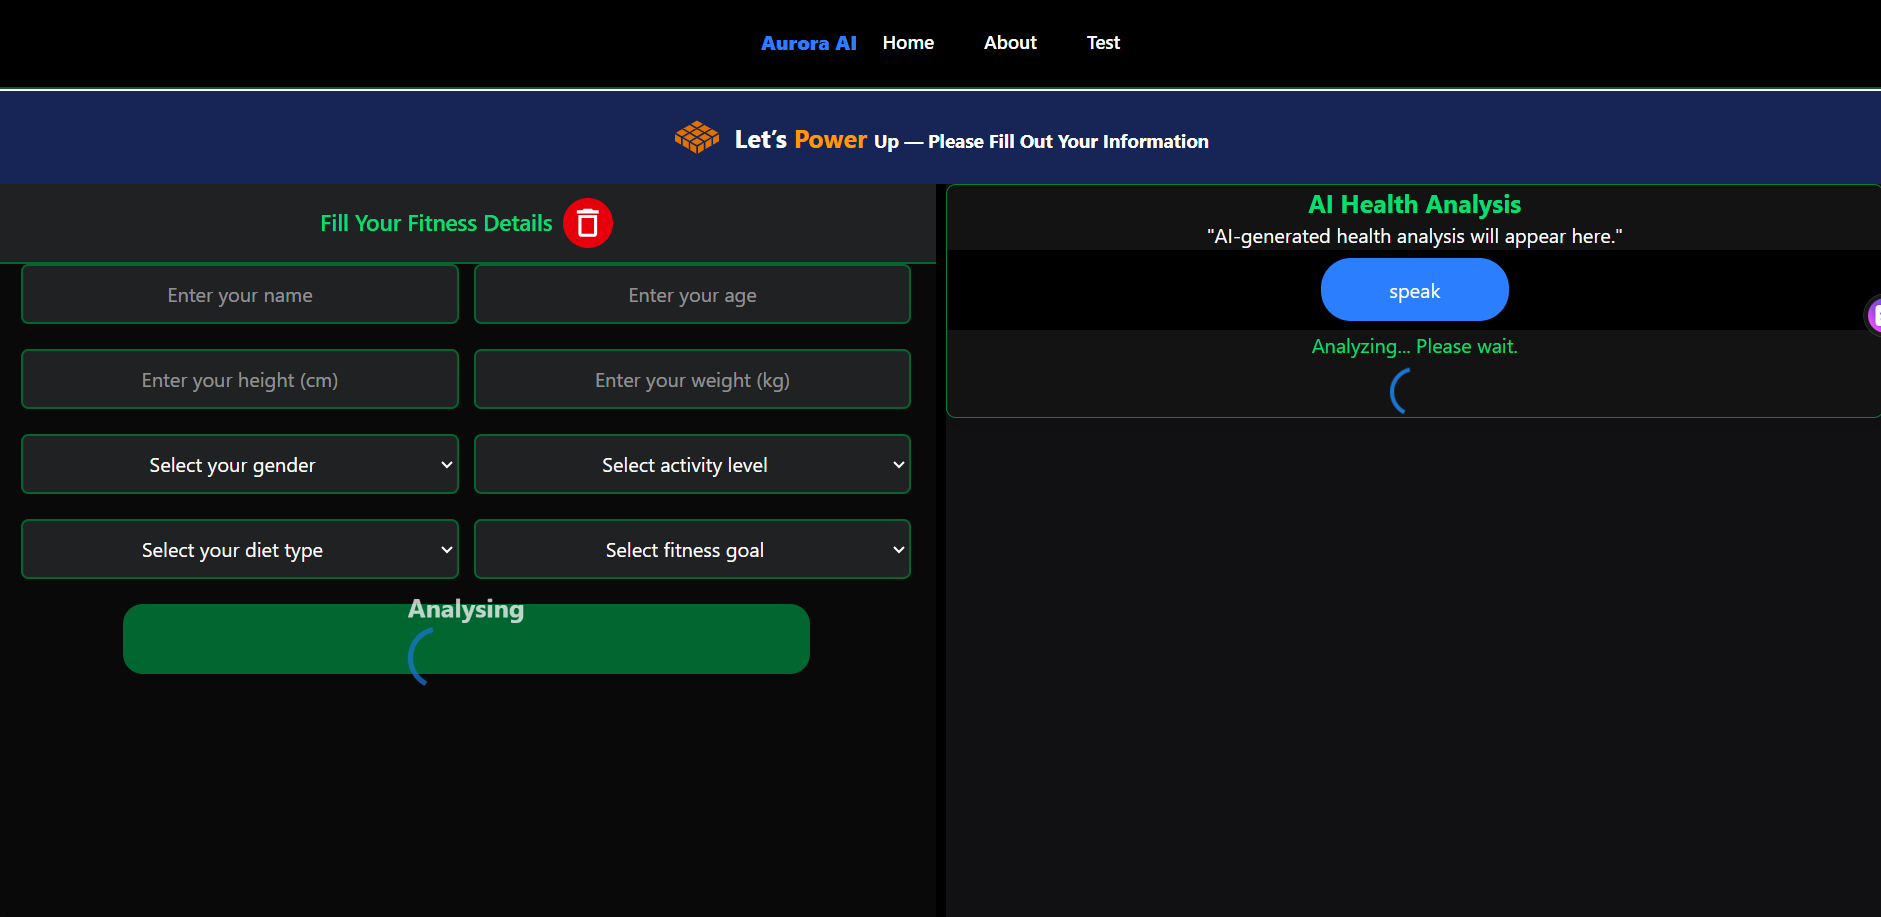 Aurora AI Home About Test
Let’s Power Up — Please Fill Out Your Information
Fill Your Fitness Details
Enter your name
Enter your age
Enter your height (cm)
Enter your weight (kg)
Select your gender
Select activity level
Select your diet type
Select fitness goal
Analysing
AI Health Analysis
"AI-generated health analysis will appear here."
speak
Analyzing... Please wait.